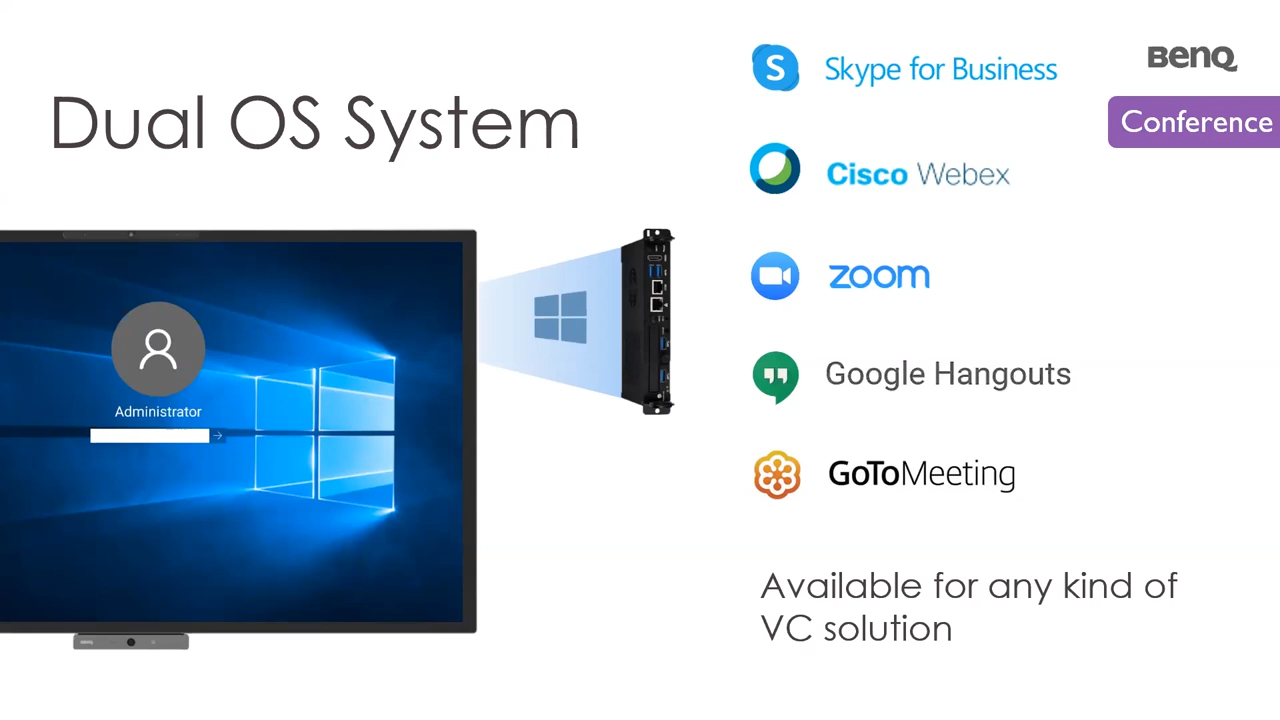 Dual OS System
Skype for Business
BenQ
Conference
Cisco Webex
zoom
Google Hangouts
GoToMeeting
Administrator
BenQ
Available for any kind of
VC solution